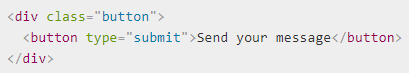 <div class="button">
  <button type="submit">Send your message</button>
</div>